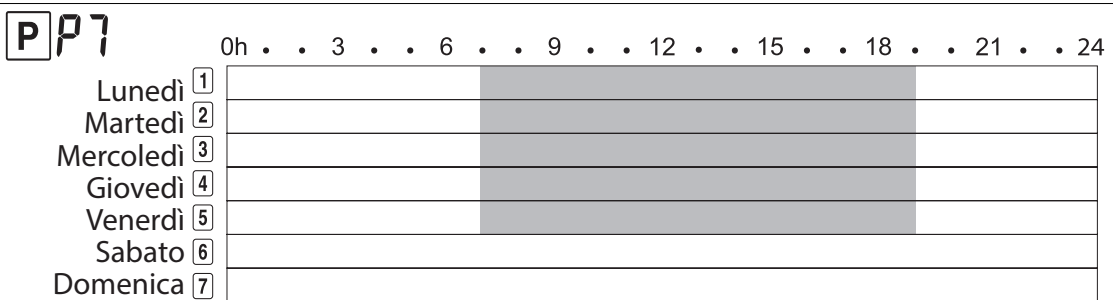 P P7
0h . . 3 . . 6 . . 9 . . 12 . . 15 . . 18 . . 21 . . 24
Lunedì 1
Martedì 2
Mercoledì 3
Giovedì 4
Venerdì 5
Sabato 6
Domenica 7